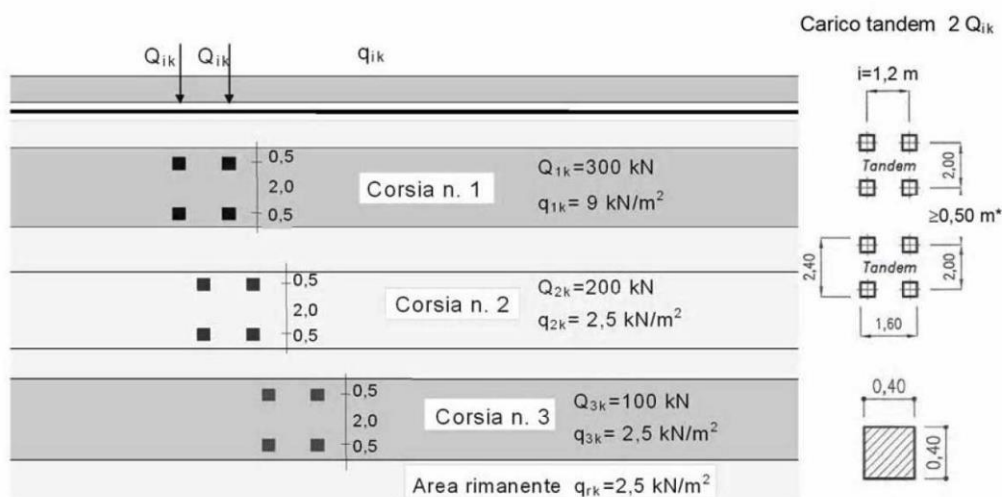 Carico tandem 2 Qik
Qik Qik qik
i=1,2 m
0,5
2,0
0,5
Corsia n. 1
Q1k=300 kN
q1k= 9 kN/m²
Tandem
2,00
≥0,50 m*
0,5
2,0
0,5
Corsia n. 2
Q2k=200 kN
q2k= 2,5 kN/m²
2,40
Tandem
2,00
1,60
0,5
2,0
0,5
Corsia n. 3
Q3k=100 kN
q3k= 2,5 kN/m²
0,40
0,40
Area rimanente qrk=2,5 kN/m²